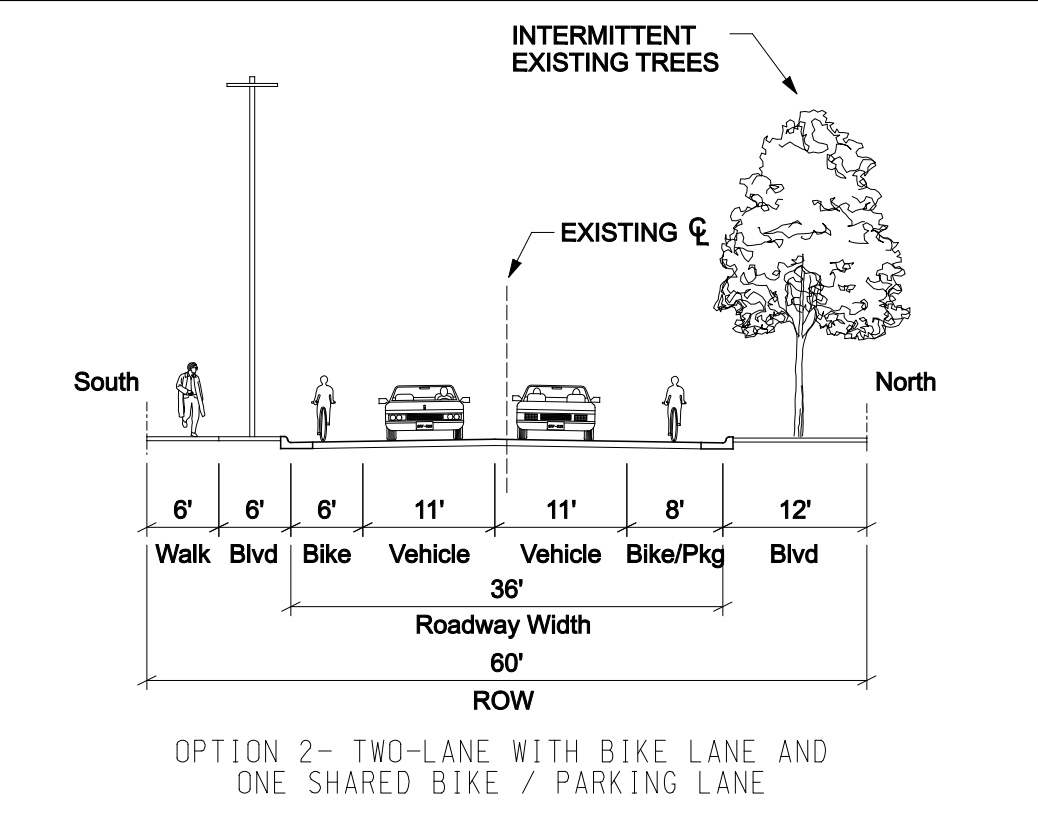 INTERMITTENT
EXISTING TREES
EXISTING ℄
South
North
6' 6' 6' 11' 11' 8' 12'
Walk Blvd Bike Vehicle Vehicle Bike/Pkg Blvd
36'
Roadway Width
60'
ROW
OPTION 2- TWO-LANE WITH BIKE LANE AND
ONE SHARED BIKE / PARKING LANE